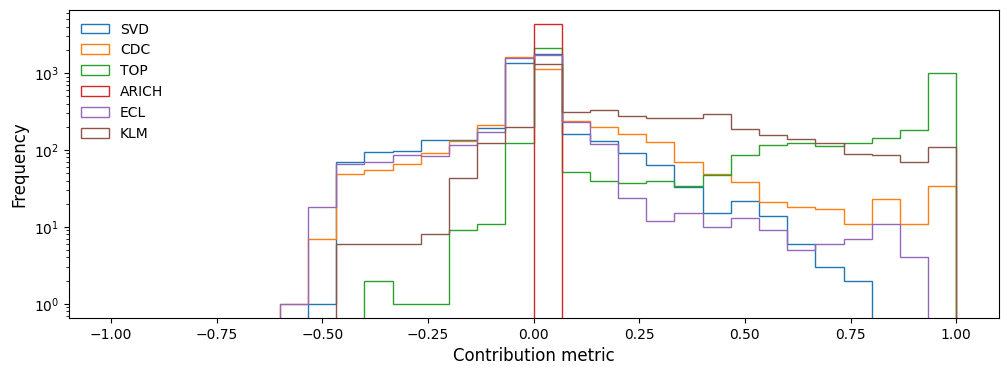 SVD
CDC
TOP
ARICH
ECL
KLM
Frequency
10³
10²
10¹
10⁰
−1.00 −0.75 −0.50 −0.25 0.00 0.25 0.50 0.75 1.00
Contribution metric